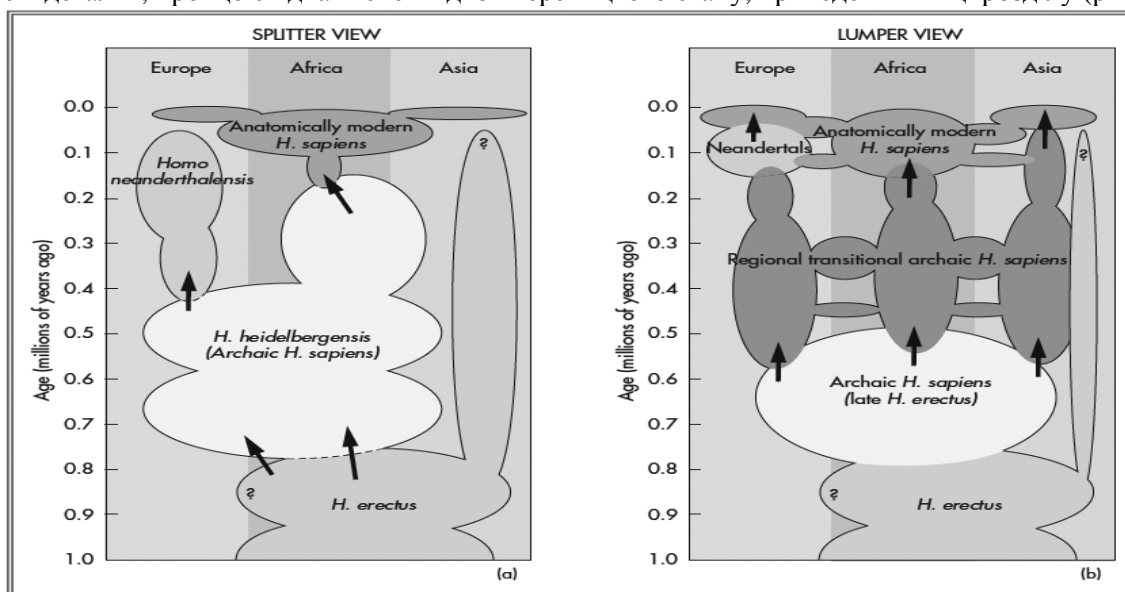 розділу (р
SPLITTER VIEW
Europe Africa Asia
0.0
0.1
0.2
0.3
0.4
0.5
0.6
0.7
0.8
0.9
1.0
Age (millions of years ago)
Anatomically modern
H. sapiens
Homo
neanderthalensis
?
H. heidelbergensis
(Archaic H. sapiens)
?
H. erectus
(a)
LUMPER VIEW
Europe Africa Asia
0.0
0.1
0.2
0.3
0.4
0.5
0.6
0.7
0.8
0.9
1.0
Age (millions of years ago)
Anatomically modern
H. sapiens
Neandertals
?
Regional transitional archaic H. sapiens
Archaic H. sapiens
(late H. erectus)
?
H. erectus
(b)